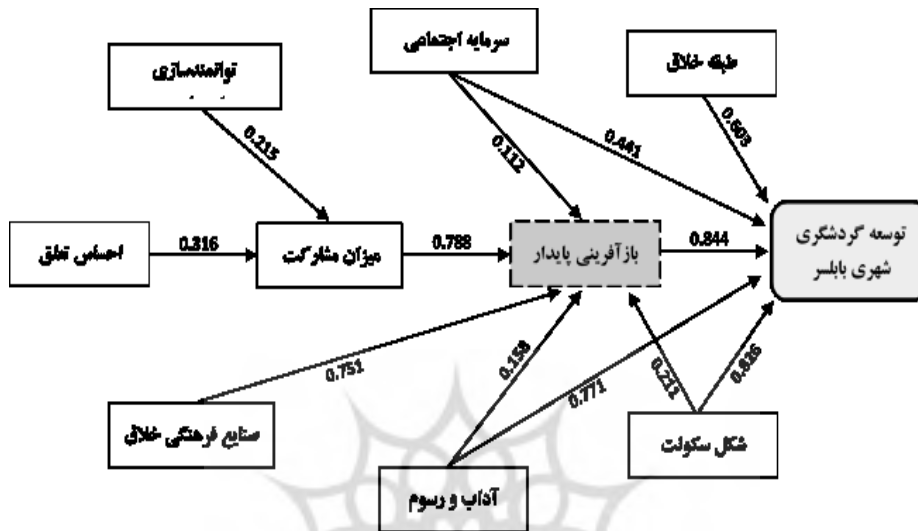 سرمایه اجتماعی
طبقه خلاق
توانمندسازی
0.215
0.112
0.441
0.603
احساس تعلق
0.316
میزان مشارکت
0.788
بازآفرینی پایدار
0.844
توسعه گردشگری
شهری بابلسر
0.751
0.158
0.771
0.211
0.826
صنایع فرهنگی خلاق
آداب و رسوم
شکل سکونت